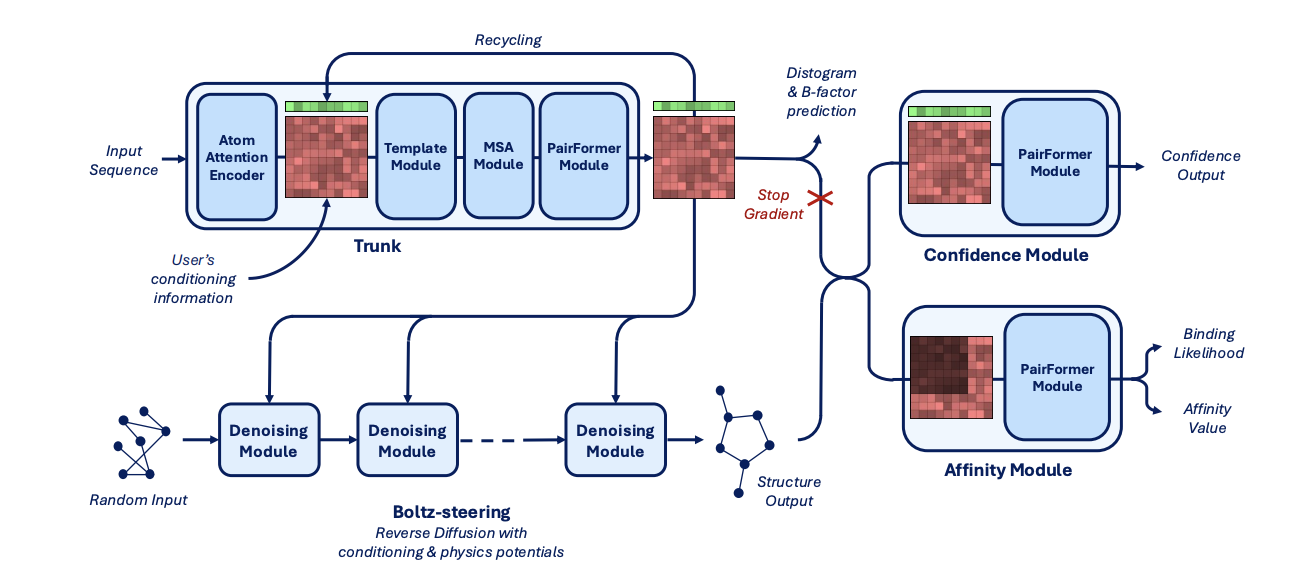 Recycling
Input
Sequence
Atom
Attention
Encoder
Template
Module
MSA
Module
PairFormer
Module
Trunk
User's
conditioning
information
Distogram
& B-factor
prediction
Stop
Gradient
PairFormer
Module
Confidence
Output
Confidence Module
PairFormer
Module
Binding
Likelihood
Affinity
Value
Affinity Module
Random Input
Denoising
Module
Denoising
Module
Denoising
Module
Structure
Output
Boltz-steering
Reverse Diffusion with
conditioning & physics potentials